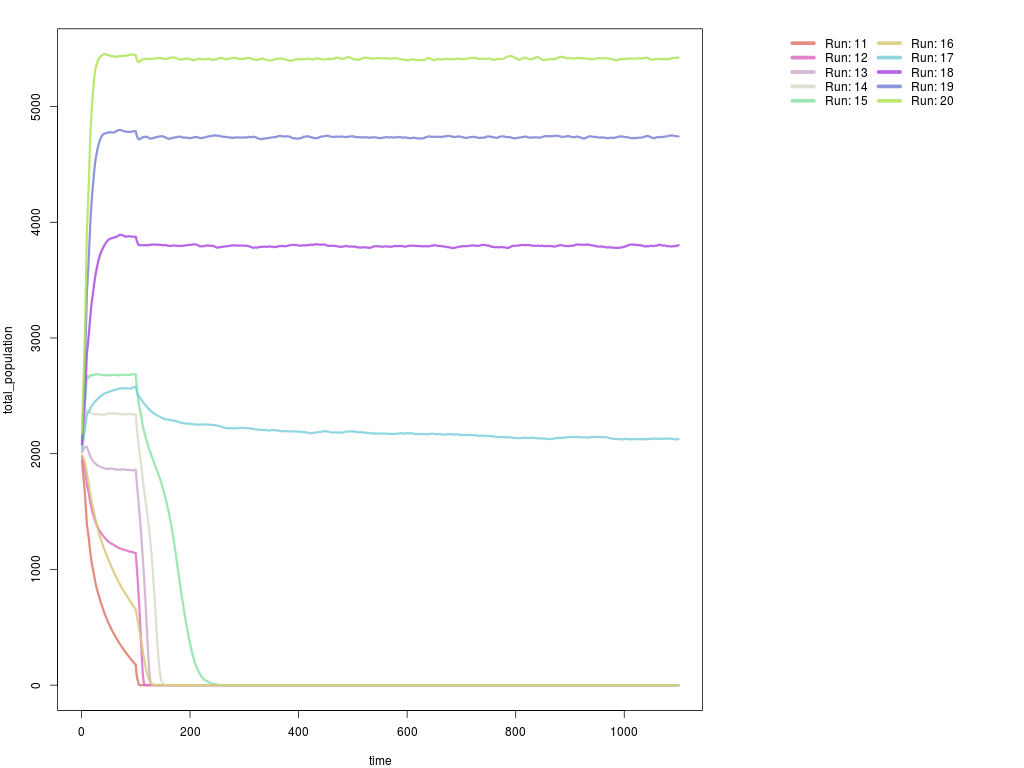 Run: 11
Run: 12
Run: 13
Run: 14
Run: 15
Run: 16
Run: 17
Run: 18
Run: 19
Run: 20
total_population
5000
4000
3000
2000
1000
0
0
200
400
600
800
1000
time